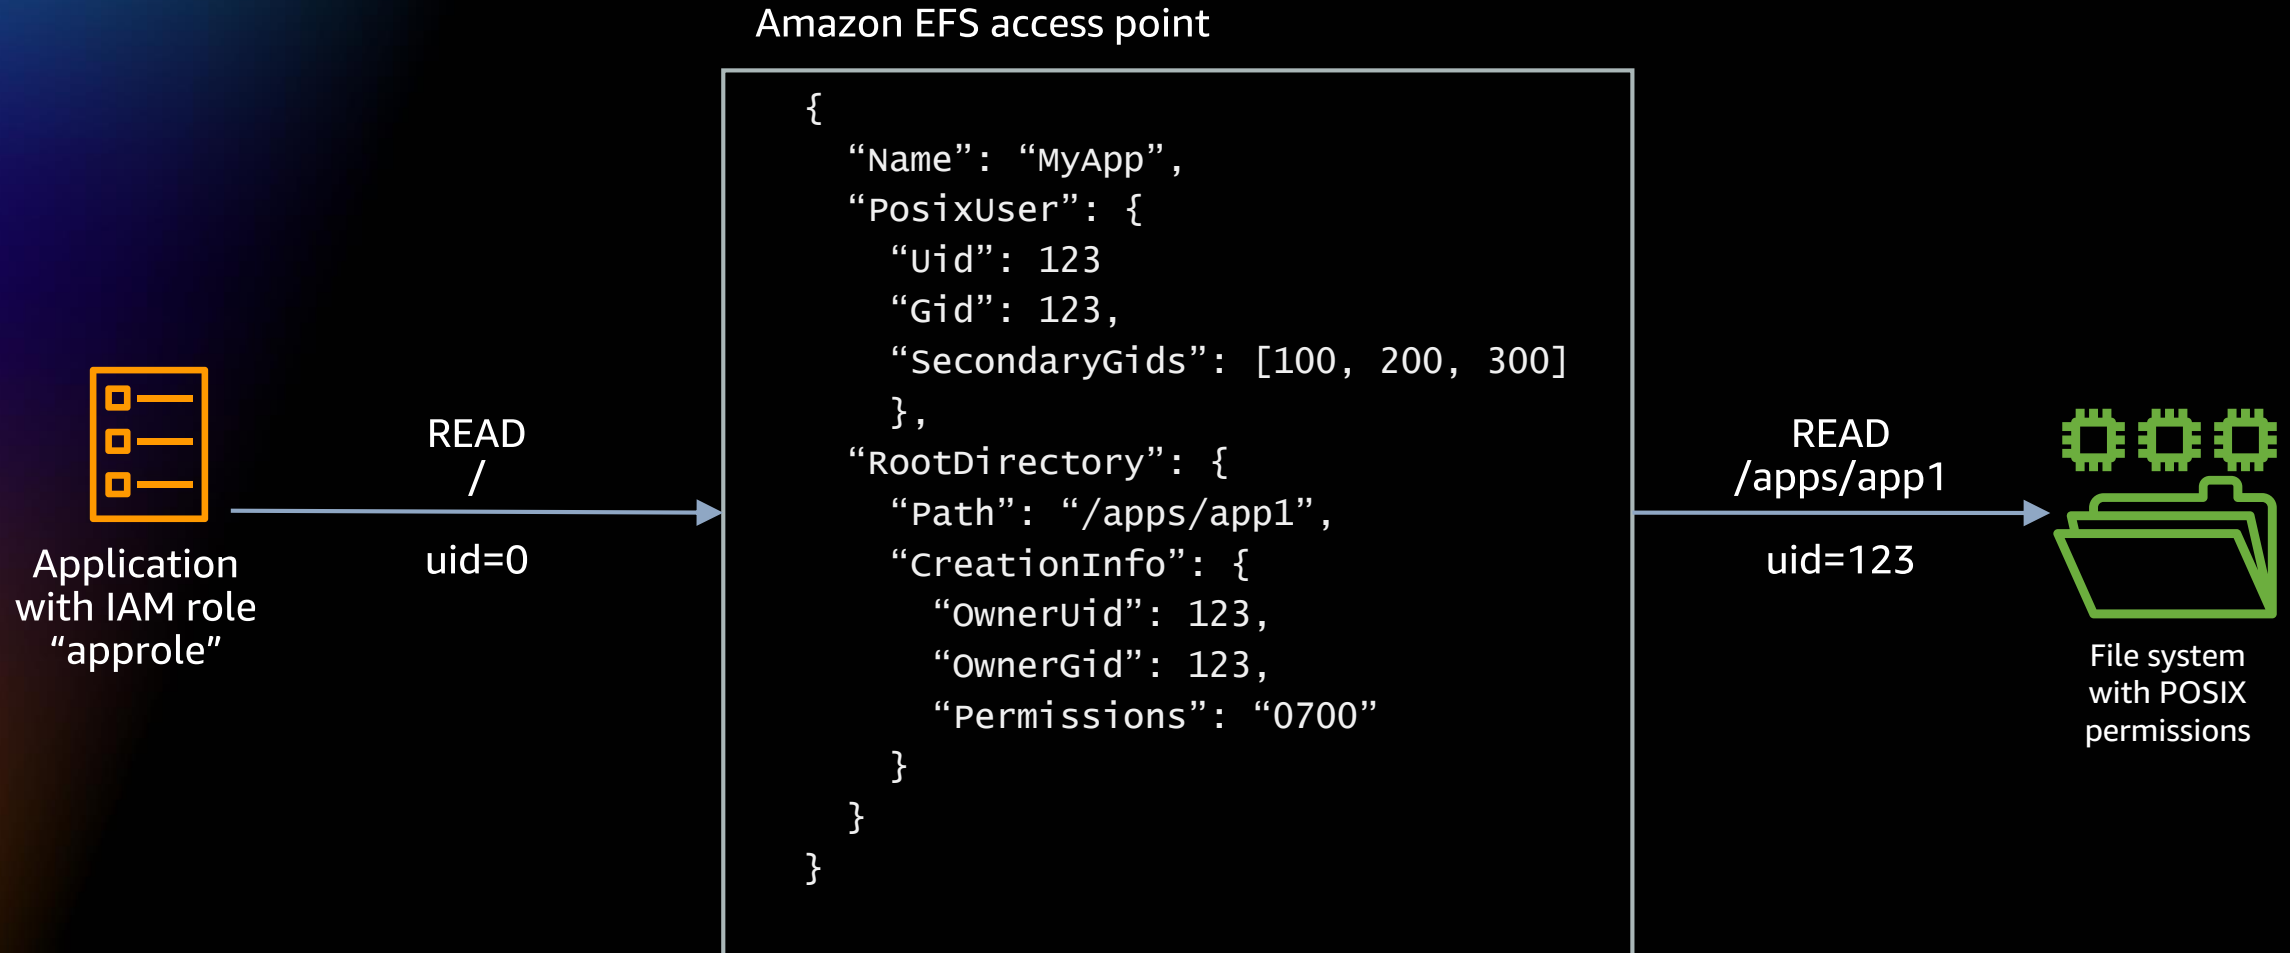 Amazon EFS access point
{
“Name”: “MyApp”,
“PosixUser”: {
“Uid”: 123
“Gid”: 123,
“SecondaryGids”: [100, 200, 300]
},
“RootDirectory”: {
“Path”: “/apps/app1”,
“CreationInfo”: {
“OwnerUid”: 123,
“OwnerGid”: 123,
“Permissions”: “0700”
}
}
}
Application
with IAM role
“approle”
READ
/
uid=0
READ
/apps/app1
uid=123
File system
with POSIX
permissions